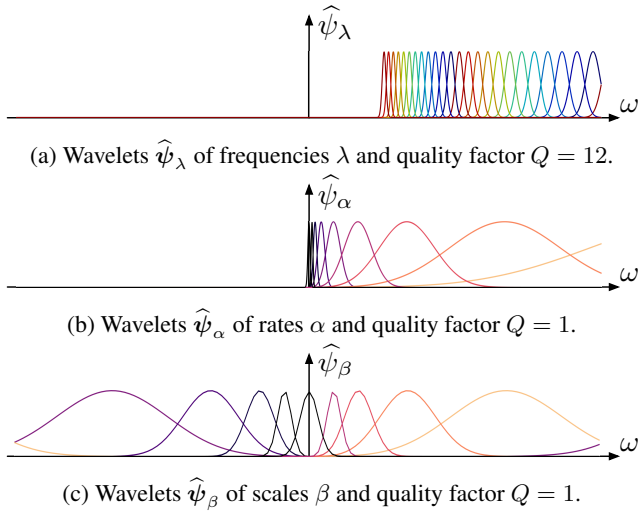 ψ̂_λ
ω
(a) Wavelets ψ̂_λ of frequencies λ and quality factor Q = 12.
ψ̂_α
ω
(b) Wavelets ψ̂_α of rates α and quality factor Q = 1.
ψ̂_β
ω
(c) Wavelets ψ̂_β of scales β and quality factor Q = 1.